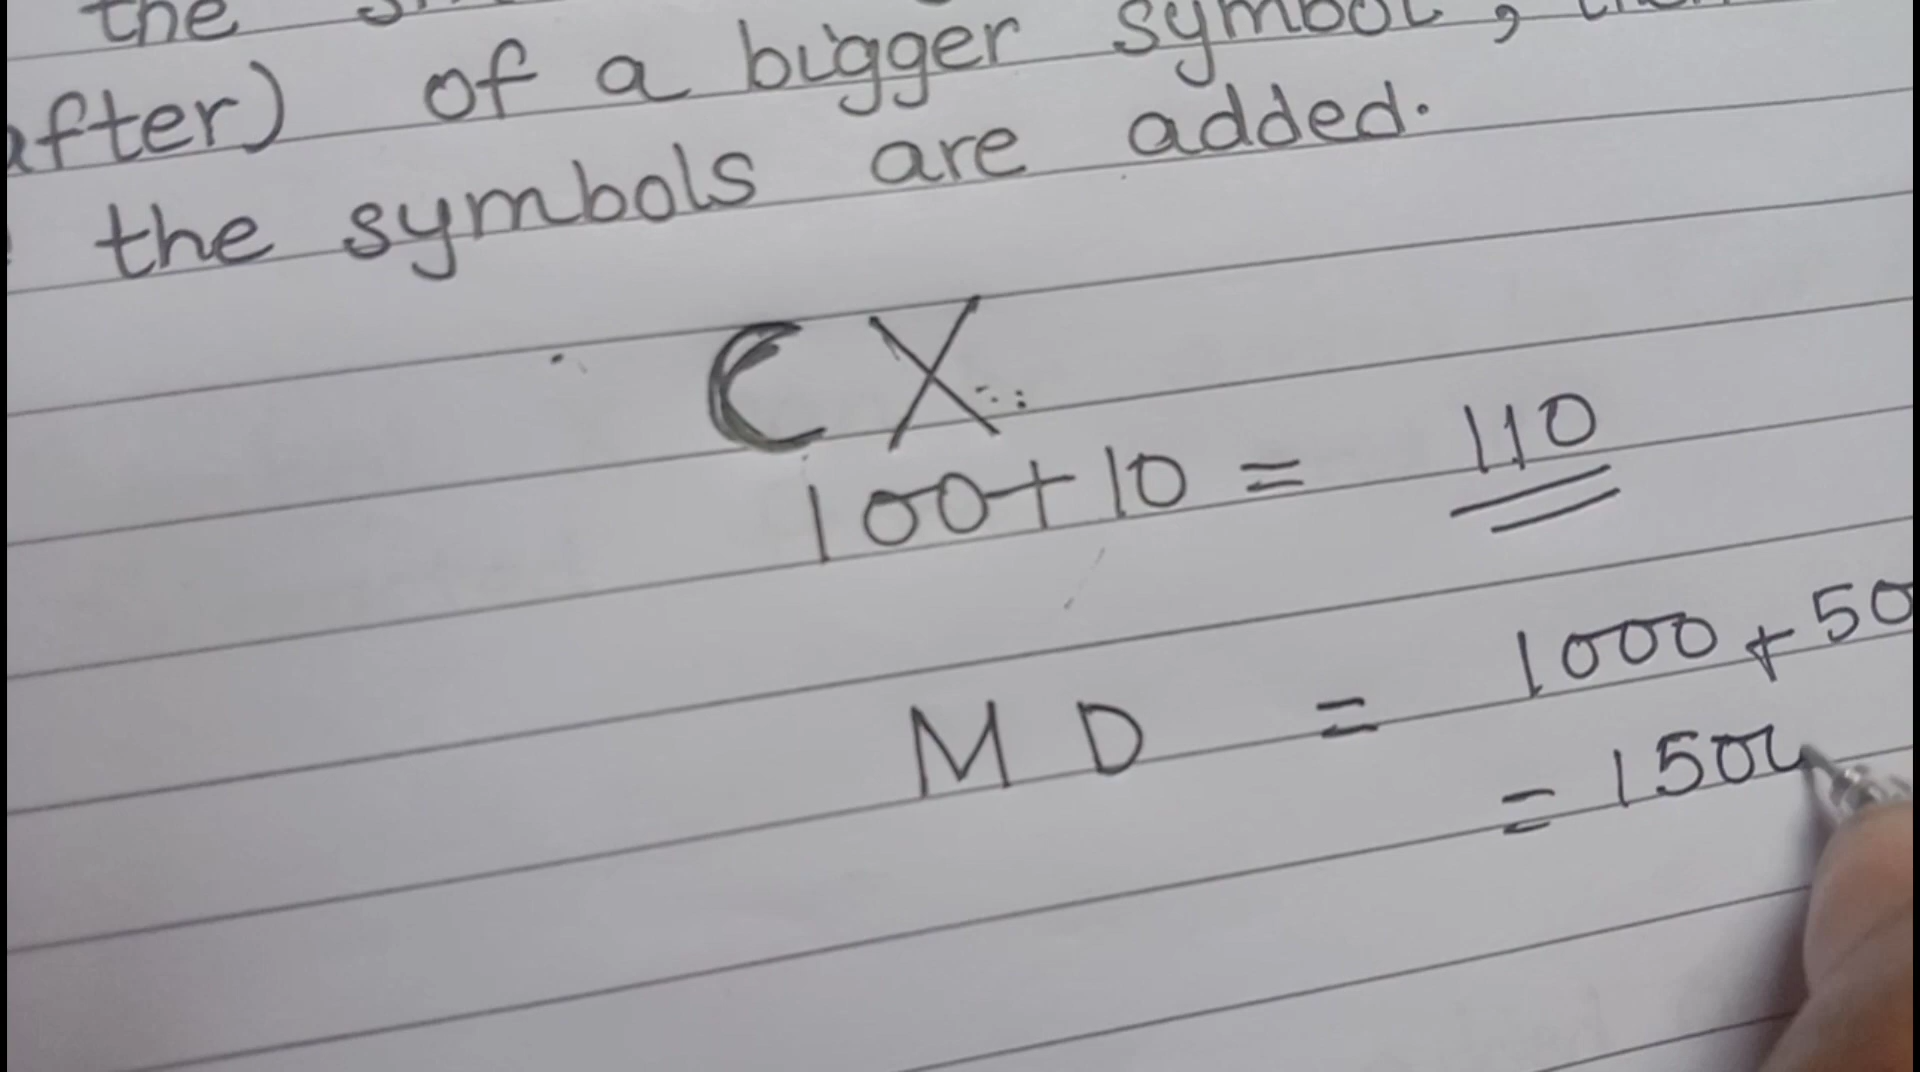 the
after) of a bigger symbol,
the symbols are added.
CX
100+10 = 110
MD = 1000 + 50
= 150